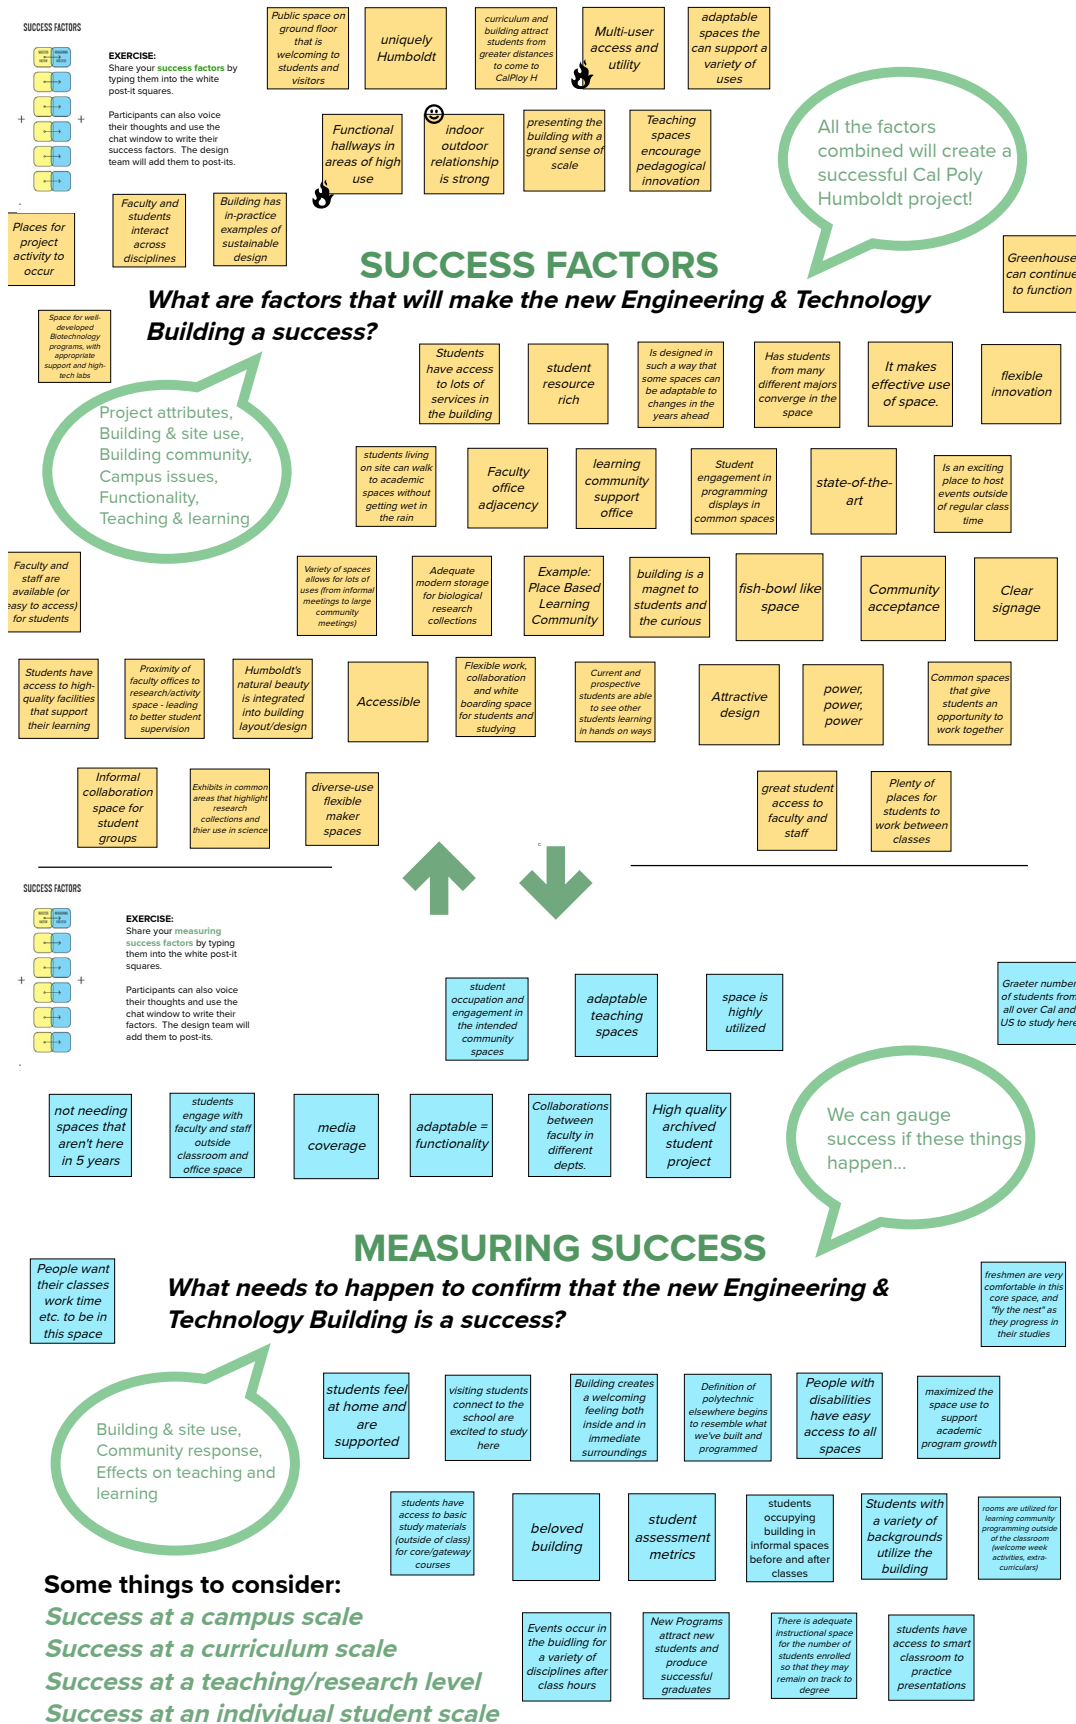 SUCCESS FACTORS
EXERCISE:
Share your success factors by
typing them into the white
post-it squares.
Participants can also voice
their thoughts and use the
chat window to write their
success factors. The design
team will add them to post-its.
Public space on
ground floor
that is
welcoming to
students and
visitors
uniquely
Humboldt
curriculum and
building attract
students from
greater distances
to come to
CalPloy H
Multi-user
access and
utility
adaptable
spaces the
can support a
variety of
uses
Functional
hallways in
areas of high
use
indoor
outdoor
relationship
is strong
presenting the
building with a
grand sense of
scale
Teaching
spaces
encourage
pedagogical
innovation
All the factors
combined will create a
successful Cal Poly
Humboldt project!
Places for
project
activity to
occur
Faculty and
students
interact
across
disciplines
Building has
in-practice
examples of
sustainable
design
SUCCESS FACTORS
What are factors that will make the new Engineering & Technology
Building a success?
Greenhouse
can continue
to function
Space for well-
developed
Biotechnology
programs, with
appropriate
support and high-
tech labs
Project attributes,
Building & site use,
Building community,
Campus issues,
Functionality,
Teaching & learning
Students
have access
to lots of
services in
the building
student
resource
rich
Is designed in
such a way that
some spaces can
be adaptable to
changes in the
years ahead
Has students
from many
different majors
converge in the
space
It makes
effective use
of space.
flexible
innovation
students living
on site can walk
to academic
spaces without
getting wet in
the rain
Faculty
office
adjacency
learning
community
support
office
Student
engagement in
programming
displays in
common spaces
state-of-the-
art
Is an exciting
place to host
events outside
of regular class
time
Faculty and
staff are
available (or
easy to access)
for students
Variety of spaces
allows for lots of
uses (from informal
meetings to large
community
meetings)
Adequate
modern storage
for biological
research
collections
Example:
Place Based
Learning
Community
building is a
magnet to
students and
the curious
fish-bowl like
space
Community
acceptance
Clear
signage
Students have
access to high-
quality facilities
that support
their learning
Proximity of
faculty offices to
research/activity
space - leading
to better student
supervision
Humboldt's
natural beauty
is integrated
into building
layout/design
Accessible
Flexible work,
collaboration
and white
boarding space
for students and
studying
Current and
prospective
students are able
to see other
students learning
in hands on ways
Attractive
design
power,
power,
power
Common spaces
that give
students an
opportunity to
work together
Informal
collaboration
space for
student
groups
Exhibits in common
areas that highlight
research
collections and
thier use in science
diverse-use
flexible
maker
spaces
great student
access to
faculty and
staff
Plenty of
places for
students to
work between
classes
SUCCESS FACTORS
EXERCISE:
Share your measuring
success factors by typing
them into the white post-it
squares.
Participants can also voice
their thoughts and use the
chat window to write their
factors. The design team will
add them to post-its.
student
occupation and
engagement in
the intended
community
spaces
adaptable
teaching
spaces
space is
highly
utilized
Graeter number
of students from
all over Cal and
US to study here
not needing
spaces that
aren't here
in 5 years
students
engage with
faculty and staff
outside
classroom and
office space
media
coverage
adaptable =
functionality
Collaborations
between
faculty in
different
depts.
High quality
archived
student
project
We can gauge
success if these things
happen...
MEASURING SUCCESS
What needs to happen to confirm that the new Engineering &
Technology Building is a success?
People want
their classes
work time
etc. to be in
this space
freshmen are very
comfortable in this
core space, and
"fly the nest" as
they progress in
their studies
Building & site use,
Community response,
Effects on teaching and
learning
students feel
at home and
are
supported
visiting students
connect to the
school are
excited to study
here
Building creates
a welcoming
feeling both
inside and in
immediate
surroundings
Definition of
polytechnic
elsewhere begins
to resemble what
we've built and
programmed
People with
disabilities
have easy
access to all
spaces
maximized the
space use to
support
academic
program growth
students have
access to basic
study materials
(outside of class)
for core/gateway
courses
beloved
building
student
assessment
metrics
students
occupying
building in
informal spaces
before and after
classes
Students with
a variety of
backgrounds
utilize the
building
rooms are utilized for
learning community
programming outside
of the classroom
(welcome week
activities, extra-
curriculars)
Some things to consider:
Success at a campus scale
Success at a curriculum scale
Success at a teaching/research level
Success at an individual student scale
Events occur in
the buidling for
a variety of
disciplines after
class hours
New Programs
attract new
students and
produce
successful
graduates
There is adequate
instructional space
for the number of
students enrolled
so that they may
remain on track to
degree
students have
access to smart
classroom to
practice
presentations